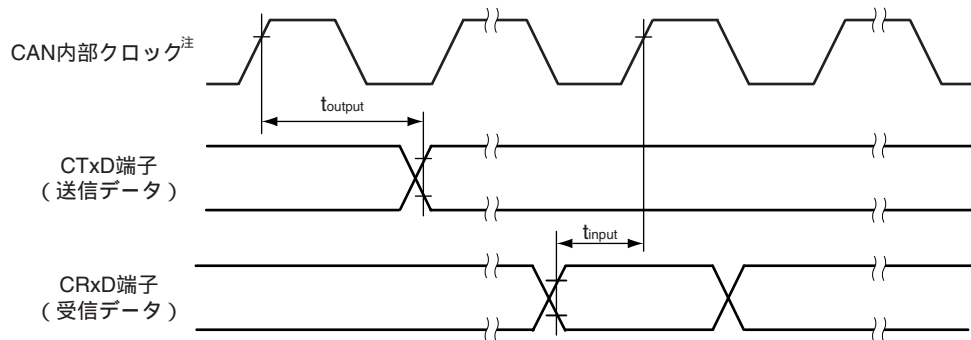 CAN内部クロック注
toutput
CTxD端子
（送信データ）
tinput
CRxD端子
（受信データ）